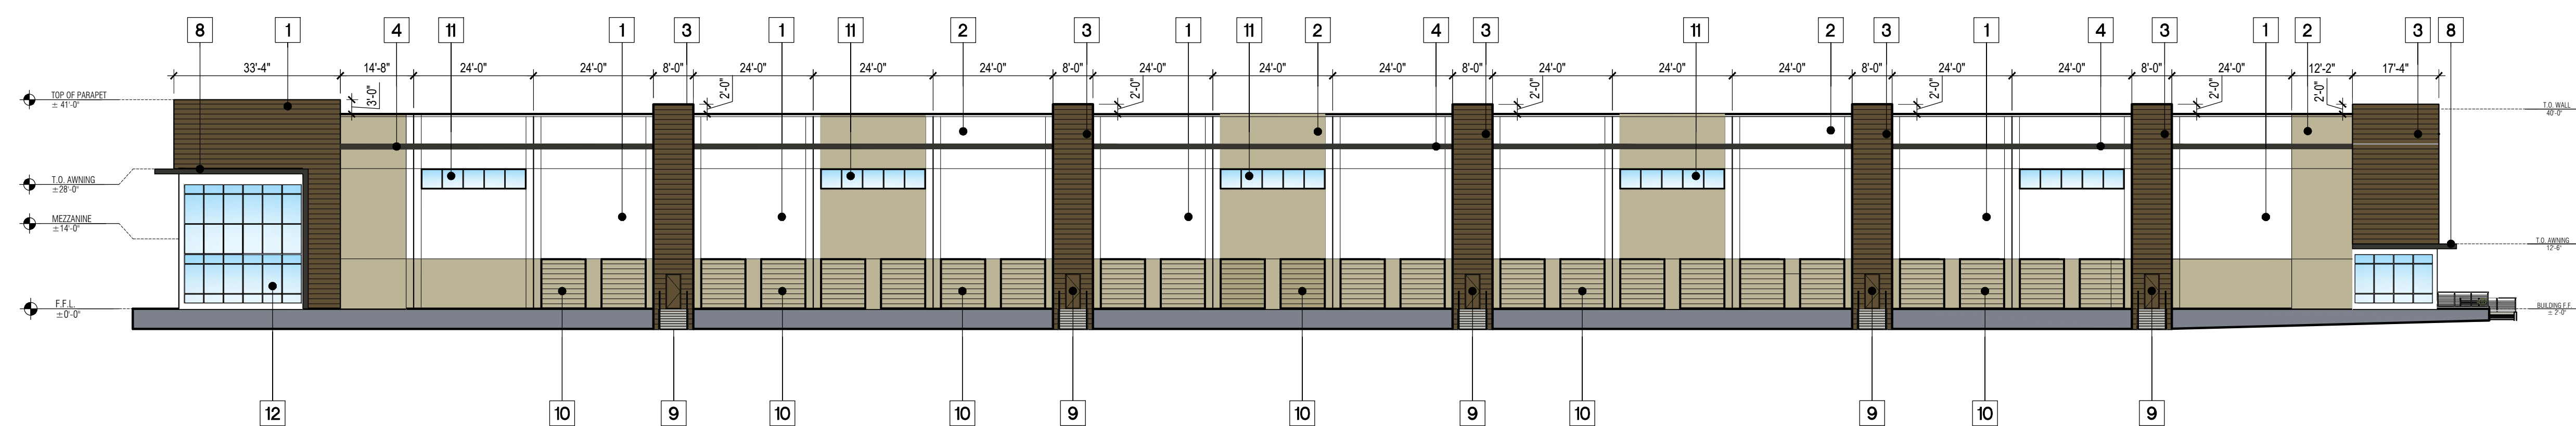 8 1 4 11 1 3 1 11 2 3 1 11 2 4 3 11 2 3 1 4 3 1 2 3 8
33'-4" 14'-8" 24'-0" 24'-0" 8'-0" 24'-0" 24'-0" 24'-0" 8'-0" 24'-0" 24'-0" 24'-0" 8'-0" 24'-0" 24'-0" 24'-0" 8'-0" 24'-0" 24'-0" 8'-0" 24'-0" 12'-2" 17'-4"
3'-0" 2'-0" 2'-0" 2'-0" 2'-0" 2'-0" 2'-0"
TOP OF PARAPET
± 41'-0"
T.O. WALL
40'-0"
T.O. AWNING
±28'-0"
MEZZANINE
±14'-0"
T.O. AWNING
12'-6"
F.F.L.
±0'-0"
BUILDING F.F.
± 2'-0"
12 10 9 10 10 9 10 9 10 9 10 9